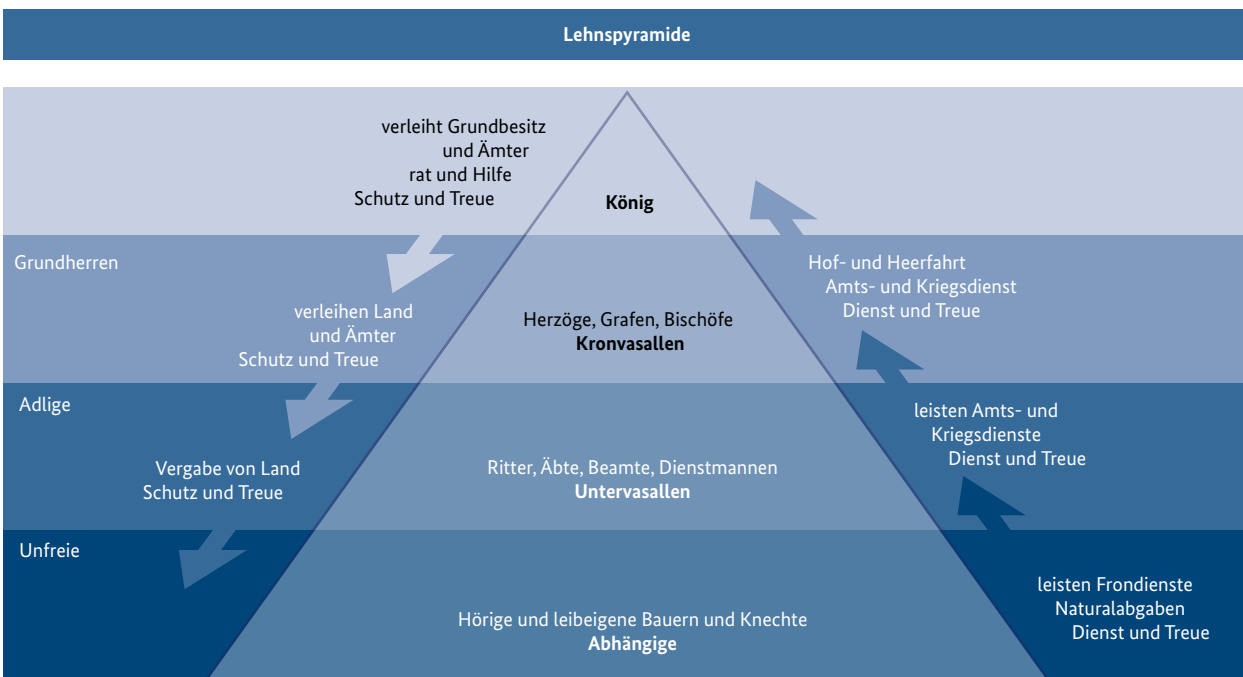 Lehnspyramide
verleiht Grundbesitz
und Ämter
rat und Hilfe
Schutz und Treue
König
Grundherren
verleihen Land
und Ämter
Schutz und Treue
Herzöge, Grafen, Bischöfe
Kronvasallen
Hof- und Heerfahrt
Amts- und Kriegsdienst
Dienst und Treue
Adlige
Vergabe von Land
Schutz und Treue
Ritter, Äbte, Beamte, Dienstmannen
Untervasallen
leisten Amts- und
Kriegsdienste
Dienst und Treue
Unfreie
Hörige und leibeigene Bauern und Knechte
Abhängige
leisten Frondienste
Naturalabgaben
Dienst und Treue